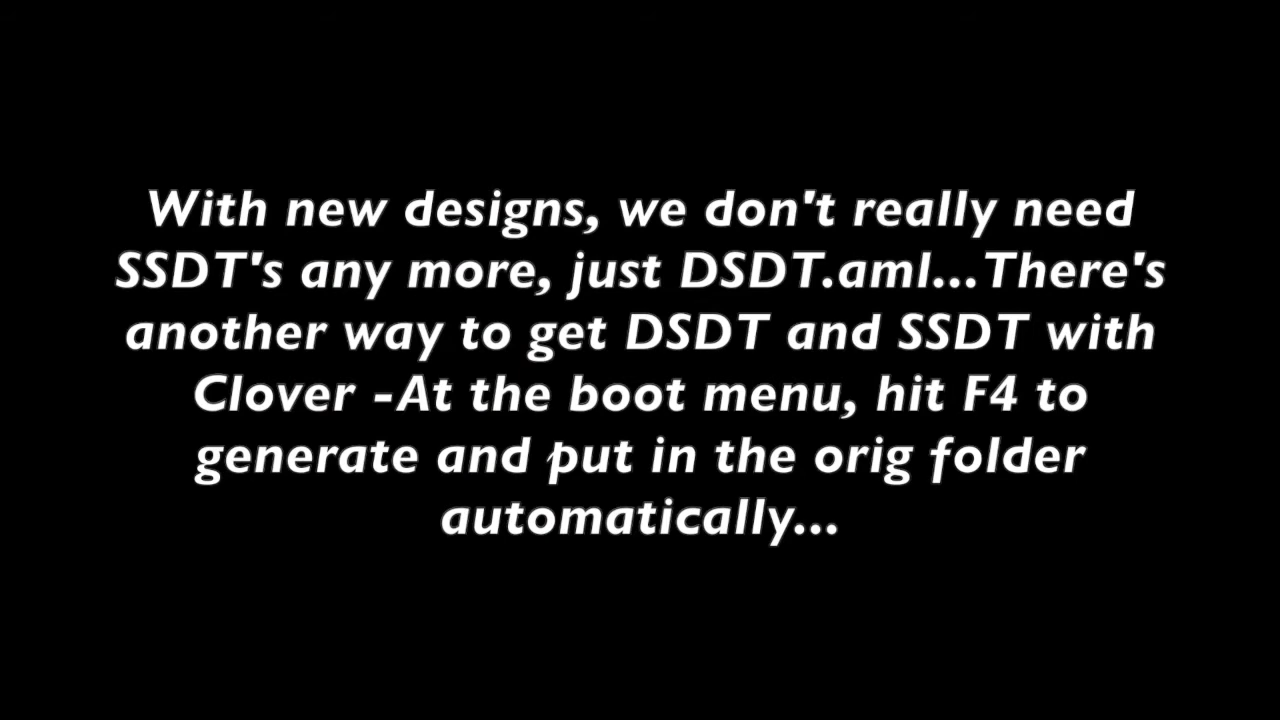 With new designs, we don't really need
SSDT's any more, just DSDT.aml...There's
another way to get DSDT and SSDT with
Clover -At the boot menu, hit F4 to
generate and put in the orig folder
automatically...